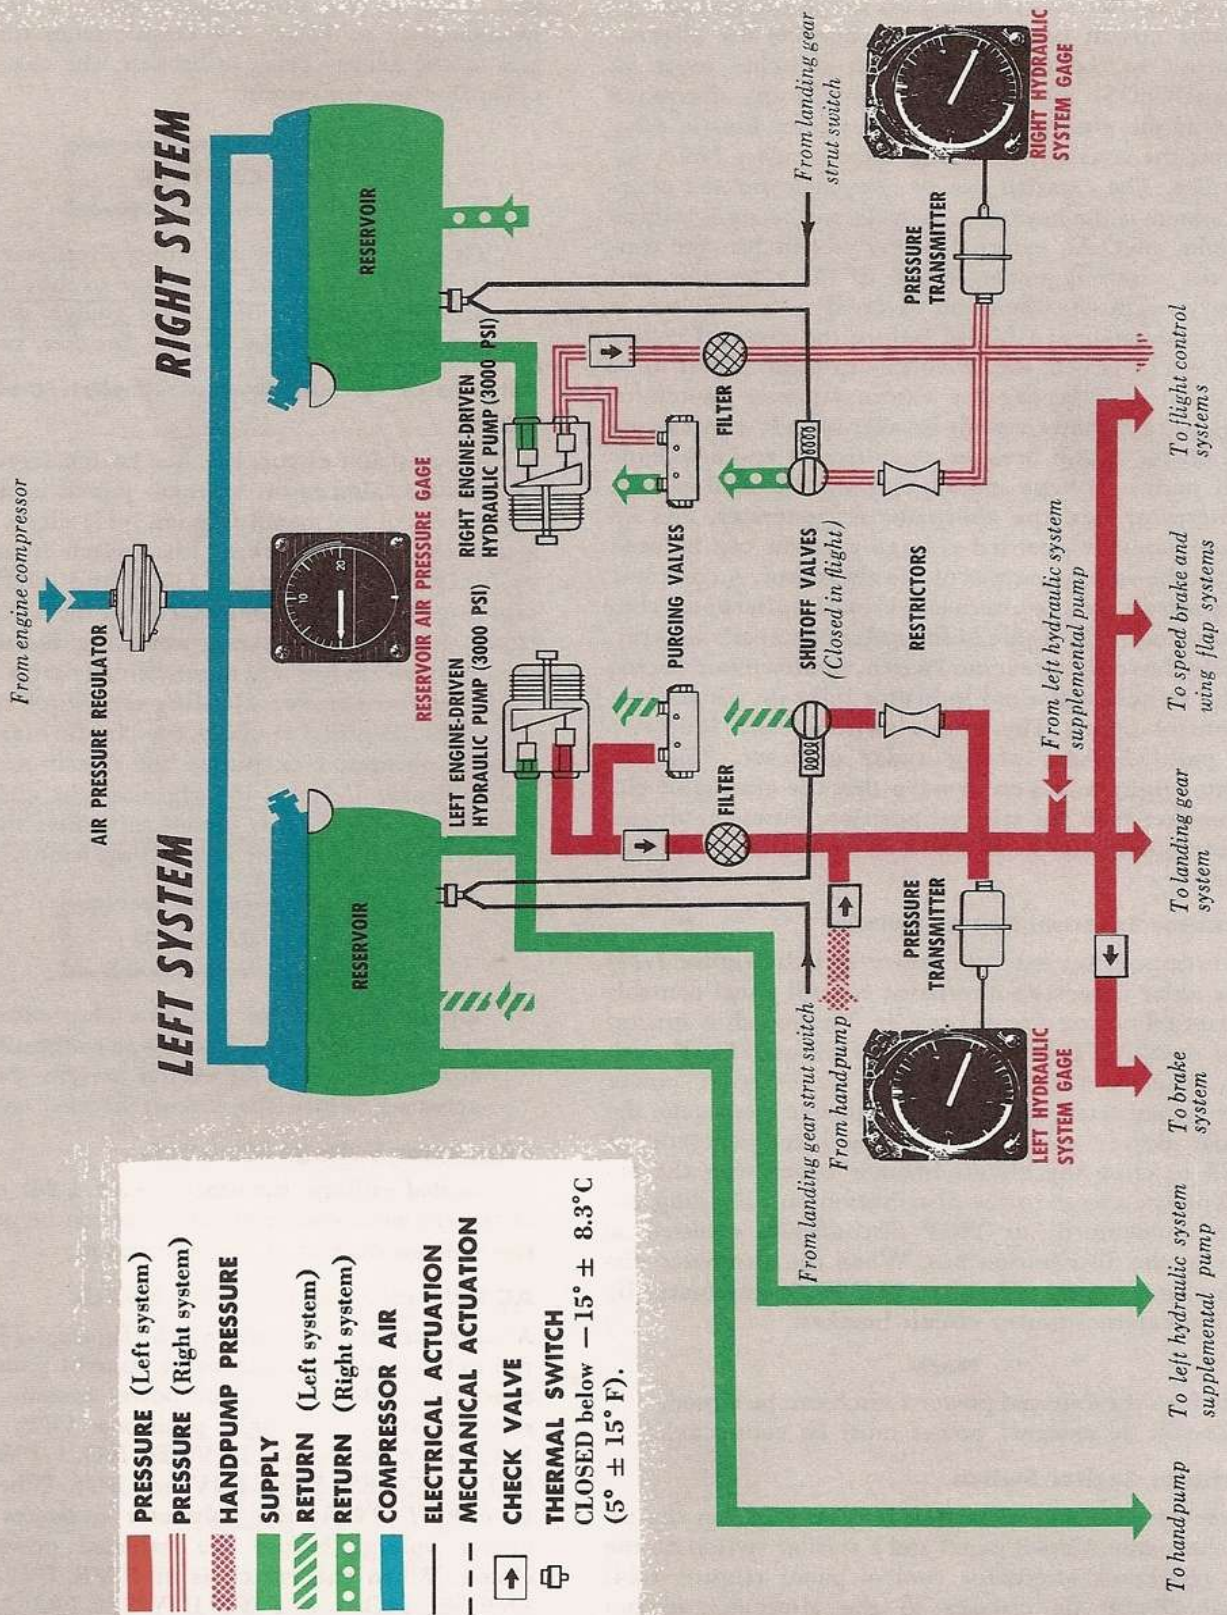 PRESSURE (Left system)
PRESSURE (Right system)
HANDPUMP PRESSURE
SUPPLY
RETURN (Left system)
RETURN (Right system)
COMPRESSOR AIR
ELECTRICAL ACTUATION
MECHANICAL ACTUATION
CHECK VALVE
THERMAL SWITCH
CLOSED below −15° ± 8.3°C
(5° ± 15° F).
From engine compressor
AIR PRESSURE REGULATOR
LEFT SYSTEM
RIGHT SYSTEM
RESERVOIR
RESERVOIR
10
20
RESERVOIR AIR PRESSURE GAGE
LEFT ENGINE-DRIVEN
HYDRAULIC PUMP (3000 PSI)
RIGHT ENGINE-DRIVEN
HYDRAULIC PUMP (3000 PSI)
PURGING VALVES
FILTER
FILTER
SHUTOFF VALVES
(Closed in flight)
RESTRICTORS
From landing gear strut switch
From handpump
From landing gear
strut switch
PRESSURE
TRANSMITTER
PRESSURE
TRANSMITTER
LEFT HYDRAULIC
SYSTEM GAGE
RIGHT HYDRAULIC
SYSTEM GAGE
From left hydraulic system
supplemental pump
To handpump
To left hydraulic system
supplemental pump
To brake
system
To landing gear
system
To speed brake and
wing flap systems
To flight control
systems